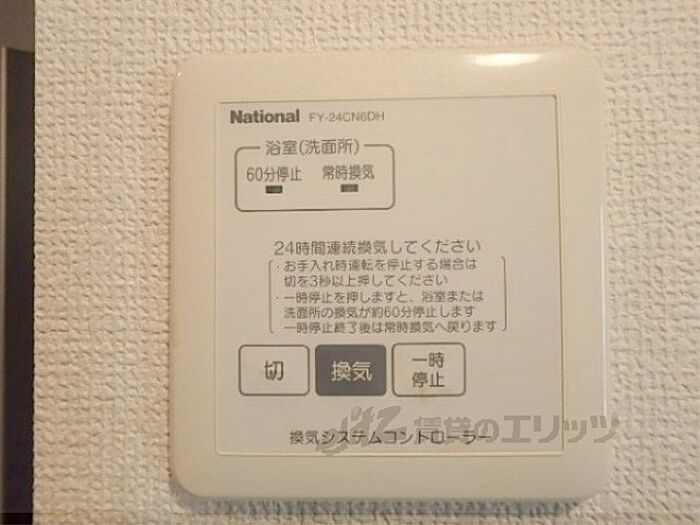 National FY-24CN6DH
浴室(洗面所)
60分停止 常時換気
24時間連続換気してください
・お手入れ時運転を停止する場合は
切を3秒以上押してください
・一時停止を押しますと、浴室または
洗面所の換気が約60分停止します
一時停止終了後は常時換気へ戻ります
切 換気 一時
停止
賃貸のエリッツ
換気システムコントローラー